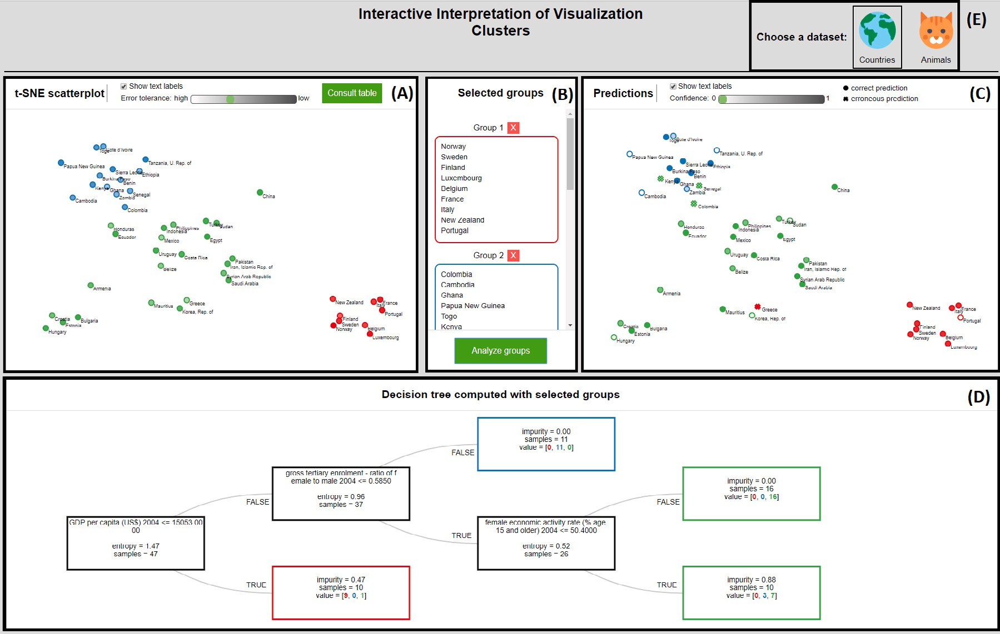 Interactive Interpretation of Visualization
Clusters
Choose a dataset:
Countries
Animals
(E)
t-SNE scatterplot
Show text labels
Error tolerance: high
low
Consult table
(A)
Togo
Cote d'Ivoire
Papua New Guinea
Tanzania, U. Rep. of
Sierra Leone
Ethiopia
Burkina Faso
Benin
Kenya
Ghana
Senegal
Zambia
Cambodia
Colombia
China
Honduras
Ecuador
Philippines
Indonesia
Turkey
Sudan
Mexico
Egypt
Uruguay
Costa Rica
Pakistan
Iran, Islamic Rep. of
Belize
Syrian Arab Republic
Saudi Arabia
Armenia
Mauritius
Greece
Korea, Rep. of
Croatia
Bulgaria
Estonia
Hungary
New Zealand
France
Italy
Portugal
Finland
Sweden
Norway
Belgium
Luxembourg
Selected groups
(B)
Group 1 X
Norway
Sweden
Finland
Luxembourg
Belgium
France
Italy
New Zealand
Portugal
Group 2 X
Colombia
Cambodia
Ghana
Papua New Guinea
Togo
Kenya
Analyze groups
Predictions
Show text labels
Confidence: 0
1
correct prediction
erroneous prediction
(C)
Togo
Cote d'Ivoire
Papua New Guinea
Tanzania, U. Rep. of
Sierra Leone
Ethiopia
Burkina Faso
Benin
Kenya
Ghana
Senegal
Zambia
Cambodia
Colombia
China
Honduras
Ecuador
Philippines
Indonesia
Turkey
Sudan
Mexico
Egypt
Uruguay
Costa Rica
Pakistan
Iran, Islamic Rep. of
Belize
Syrian Arab Republic
Saudi Arabia
Armenia
Mauritius
Greece
Korea, Rep. of
Croatia
Bulgaria
Estonia
Hungary
New Zealand
France
Italy
Portugal
Finland
Sweden
Norway
Belgium
Luxembourg
Decision tree computed with selected groups
(D)
GDP per capita (US$) 2004 <= 15053.00
00
entropy = 1.47
samples = 47
FALSE
TRUE
gross tertiary enrolment - ratio of f
emale to male 2004 <= 0.5850
entropy = 0.96
samples = 37
impurity = 0.47
samples = 10
value = [9, 0, 1]
FALSE
TRUE
impurity = 0.00
samples = 11
value = [0, 11, 0]
female economic activity rate (% age
15 and older) 2004 <= 50.4000
entropy = 0.52
samples = 26
FALSE
TRUE
impurity = 0.00
samples = 16
value = [0, 0, 16]
impurity = 0.88
samples = 10
value = [0, 3, 7]